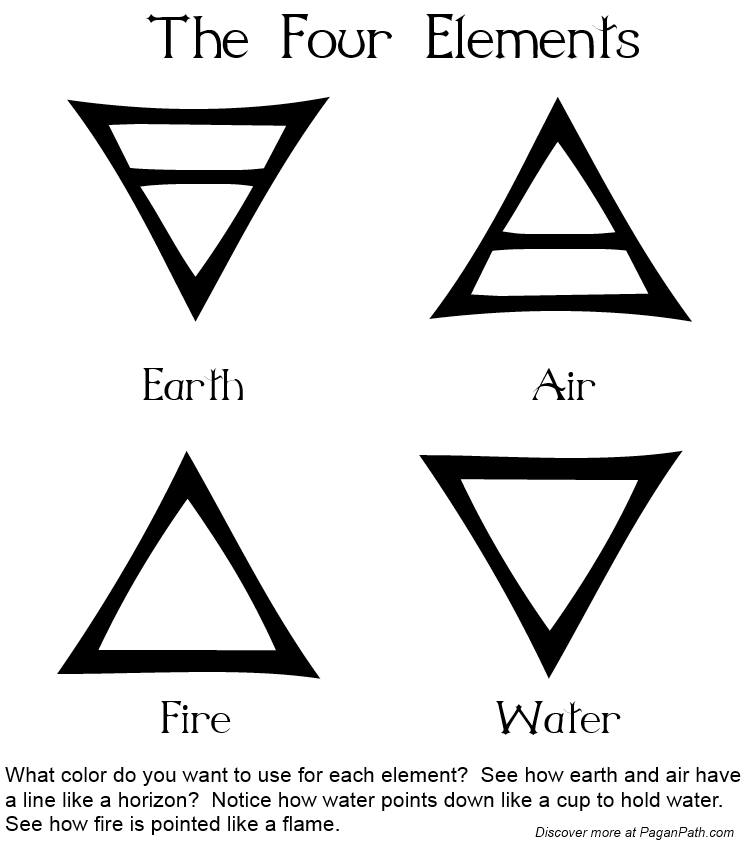 The Four Elements
Earth
Air
Fire
Water
What color do you want to use for each element?  See how earth and air have
a line like a horizon?  Notice how water points down like a cup to hold water.
See how fire is pointed like a flame.
Discover more at PaganPath.com